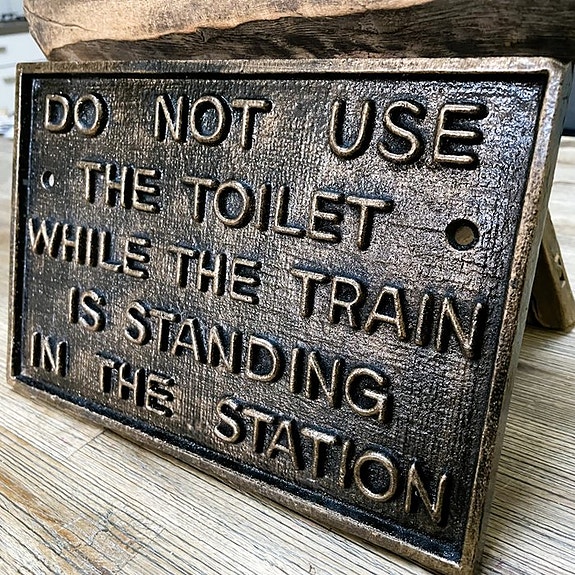 DO NOT USE
THE TOILET
WHILE THE TRAIN
IS STANDING
IN THE STATION